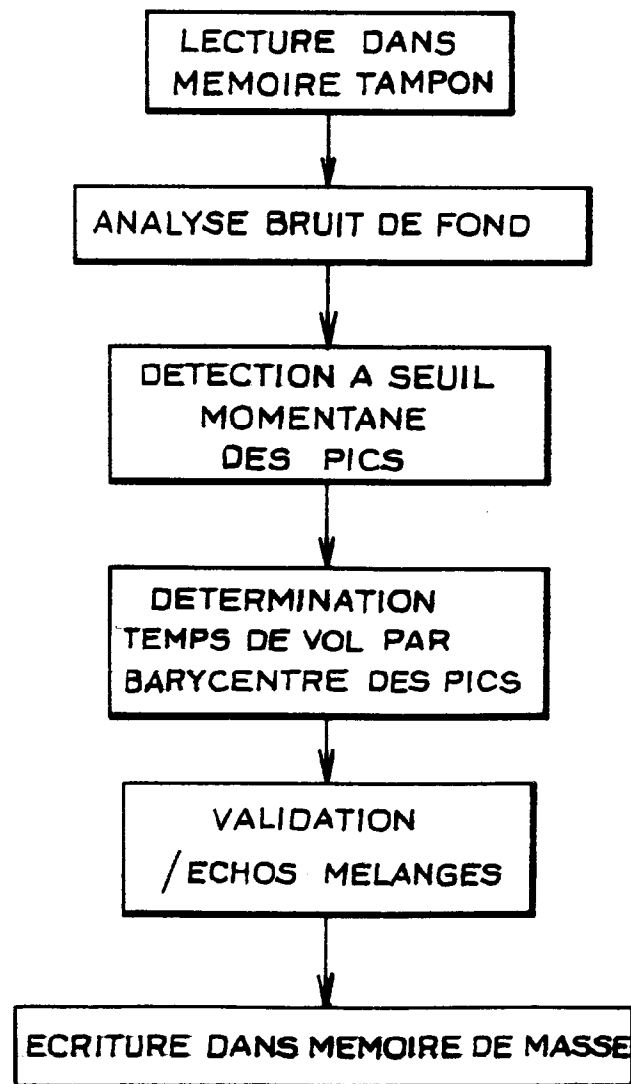 LECTURE DANS
MEMOIRE TAMPON
ANALYSE BRUIT DE FOND
DETECTION A SEUIL
MOMENTANE
DES PICS
DETERMINATION
TEMPS DE VOL PAR
BARYCENTRE DES PICS
VALIDATION
/ECHOS MELANGES
ECRITURE DANS MEMOIRE DE MASSE